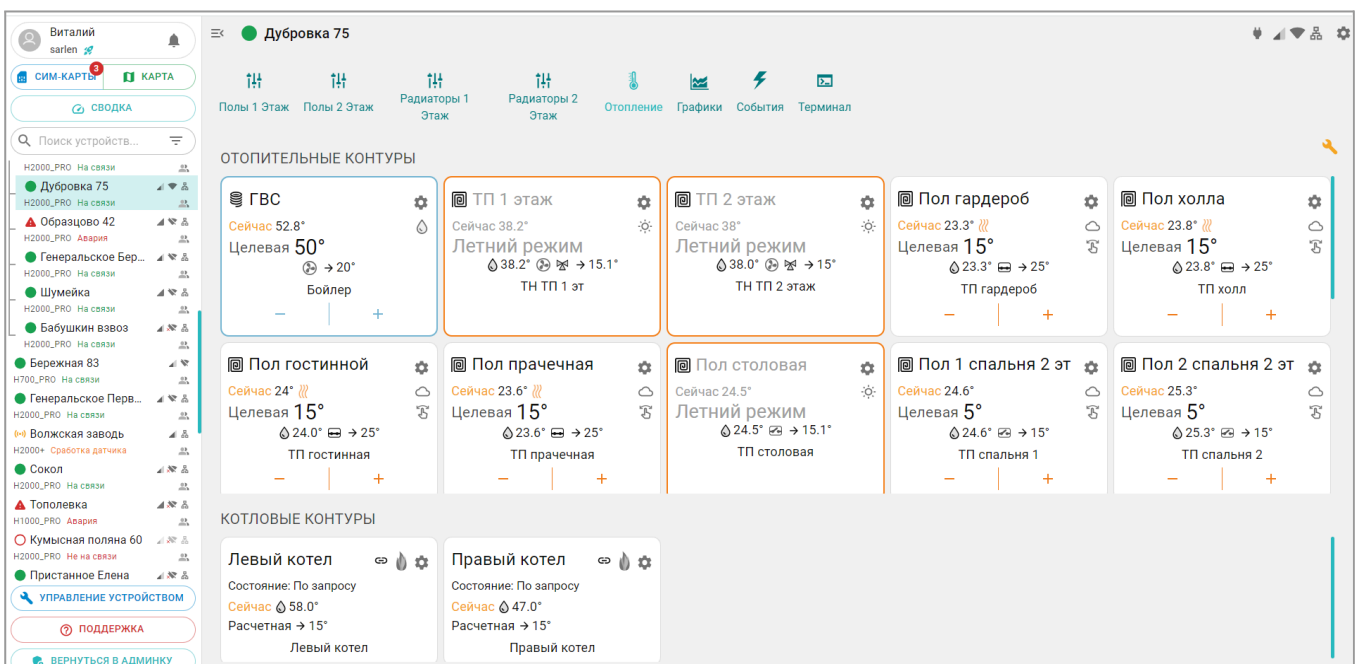 Виталий
sarlen
3
СИМ-КАРТЫ
КАРТА
СВОДКА
Поиск устройств...
H2000_PRO На связи
Дубровка 75
H2000_PRO На связи
Образцово 42
H2000_PRO Авария
Генеральское Бер...
H2000_PRO На связи
Шумейка
H2000_PRO На связи
Бабушкин взвоз
H2000_PRO На связи
Бережная 83
H700_PRO На связи
Генеральское Перв...
H2000_PRO На связи
Волжская заводь
H2000+ Сработка датчика
Сокол
H2000_PRO На связи
Тополевка
H1000_PRO Авария
Кумысная поляна 60
H2000_PRO Не на связи
Пристанное Елена
УПРАВЛЕНИЕ УСТРОЙСТВОМ
ПОДДЕРЖКА
ВЕРНУТЬСЯ В АДМИНКУ
Дубровка 75
Полы 1 Этаж
Полы 2 Этаж
Радиаторы 1
Этаж
Радиаторы 2
Этаж
Отопление
Графики
События
Терминал
ОТОПИТЕЛЬНЫЕ КОНТУРЫ
ГВС
Сейчас 52.8°
Целевая 50°
→ 20°
Бойлер
− +
ТП 1 этаж
Сейчас 38.2°
Летний режим
38.2° → 15.1°
ТН ТП 1 эт
ТП 2 этаж
Сейчас 38°
Летний режим
38.0° → 15°
ТН ТП 2 этаж
Пол гардероб
Сейчас 23.3°
Целевая 15°
23.3° → 25°
ТП гардероб
− +
Пол холла
Сейчас 23.8°
Целевая 15°
23.8° → 25°
ТП холл
− +
Пол гостинной
Сейчас 24°
Целевая 15°
24.0° → 25°
ТП гостинная
− +
Пол прачечная
Сейчас 23.6°
Целевая 15°
23.6° → 25°
ТП прачечная
− +
Пол столовая
Сейчас 24.5°
Летний режим
24.5° → 15.1°
ТП столовая
Пол 1 спальня 2 эт
Сейчас 24.6°
Целевая 5°
24.6° → 15°
ТП спальня 1
− +
Пол 2 спальня 2 эт
Сейчас 25.3°
Целевая 5°
25.3° → 15°
ТП спальня 2
− +
КОТЛОВЫЕ КОНТУРЫ
Левый котел
Состояние: По запросу
Сейчас 58.0°
Расчетная → 15°
Левый котел
Правый котел
Состояние: По запросу
Сейчас 47.0°
Расчетная → 15°
Правый котел